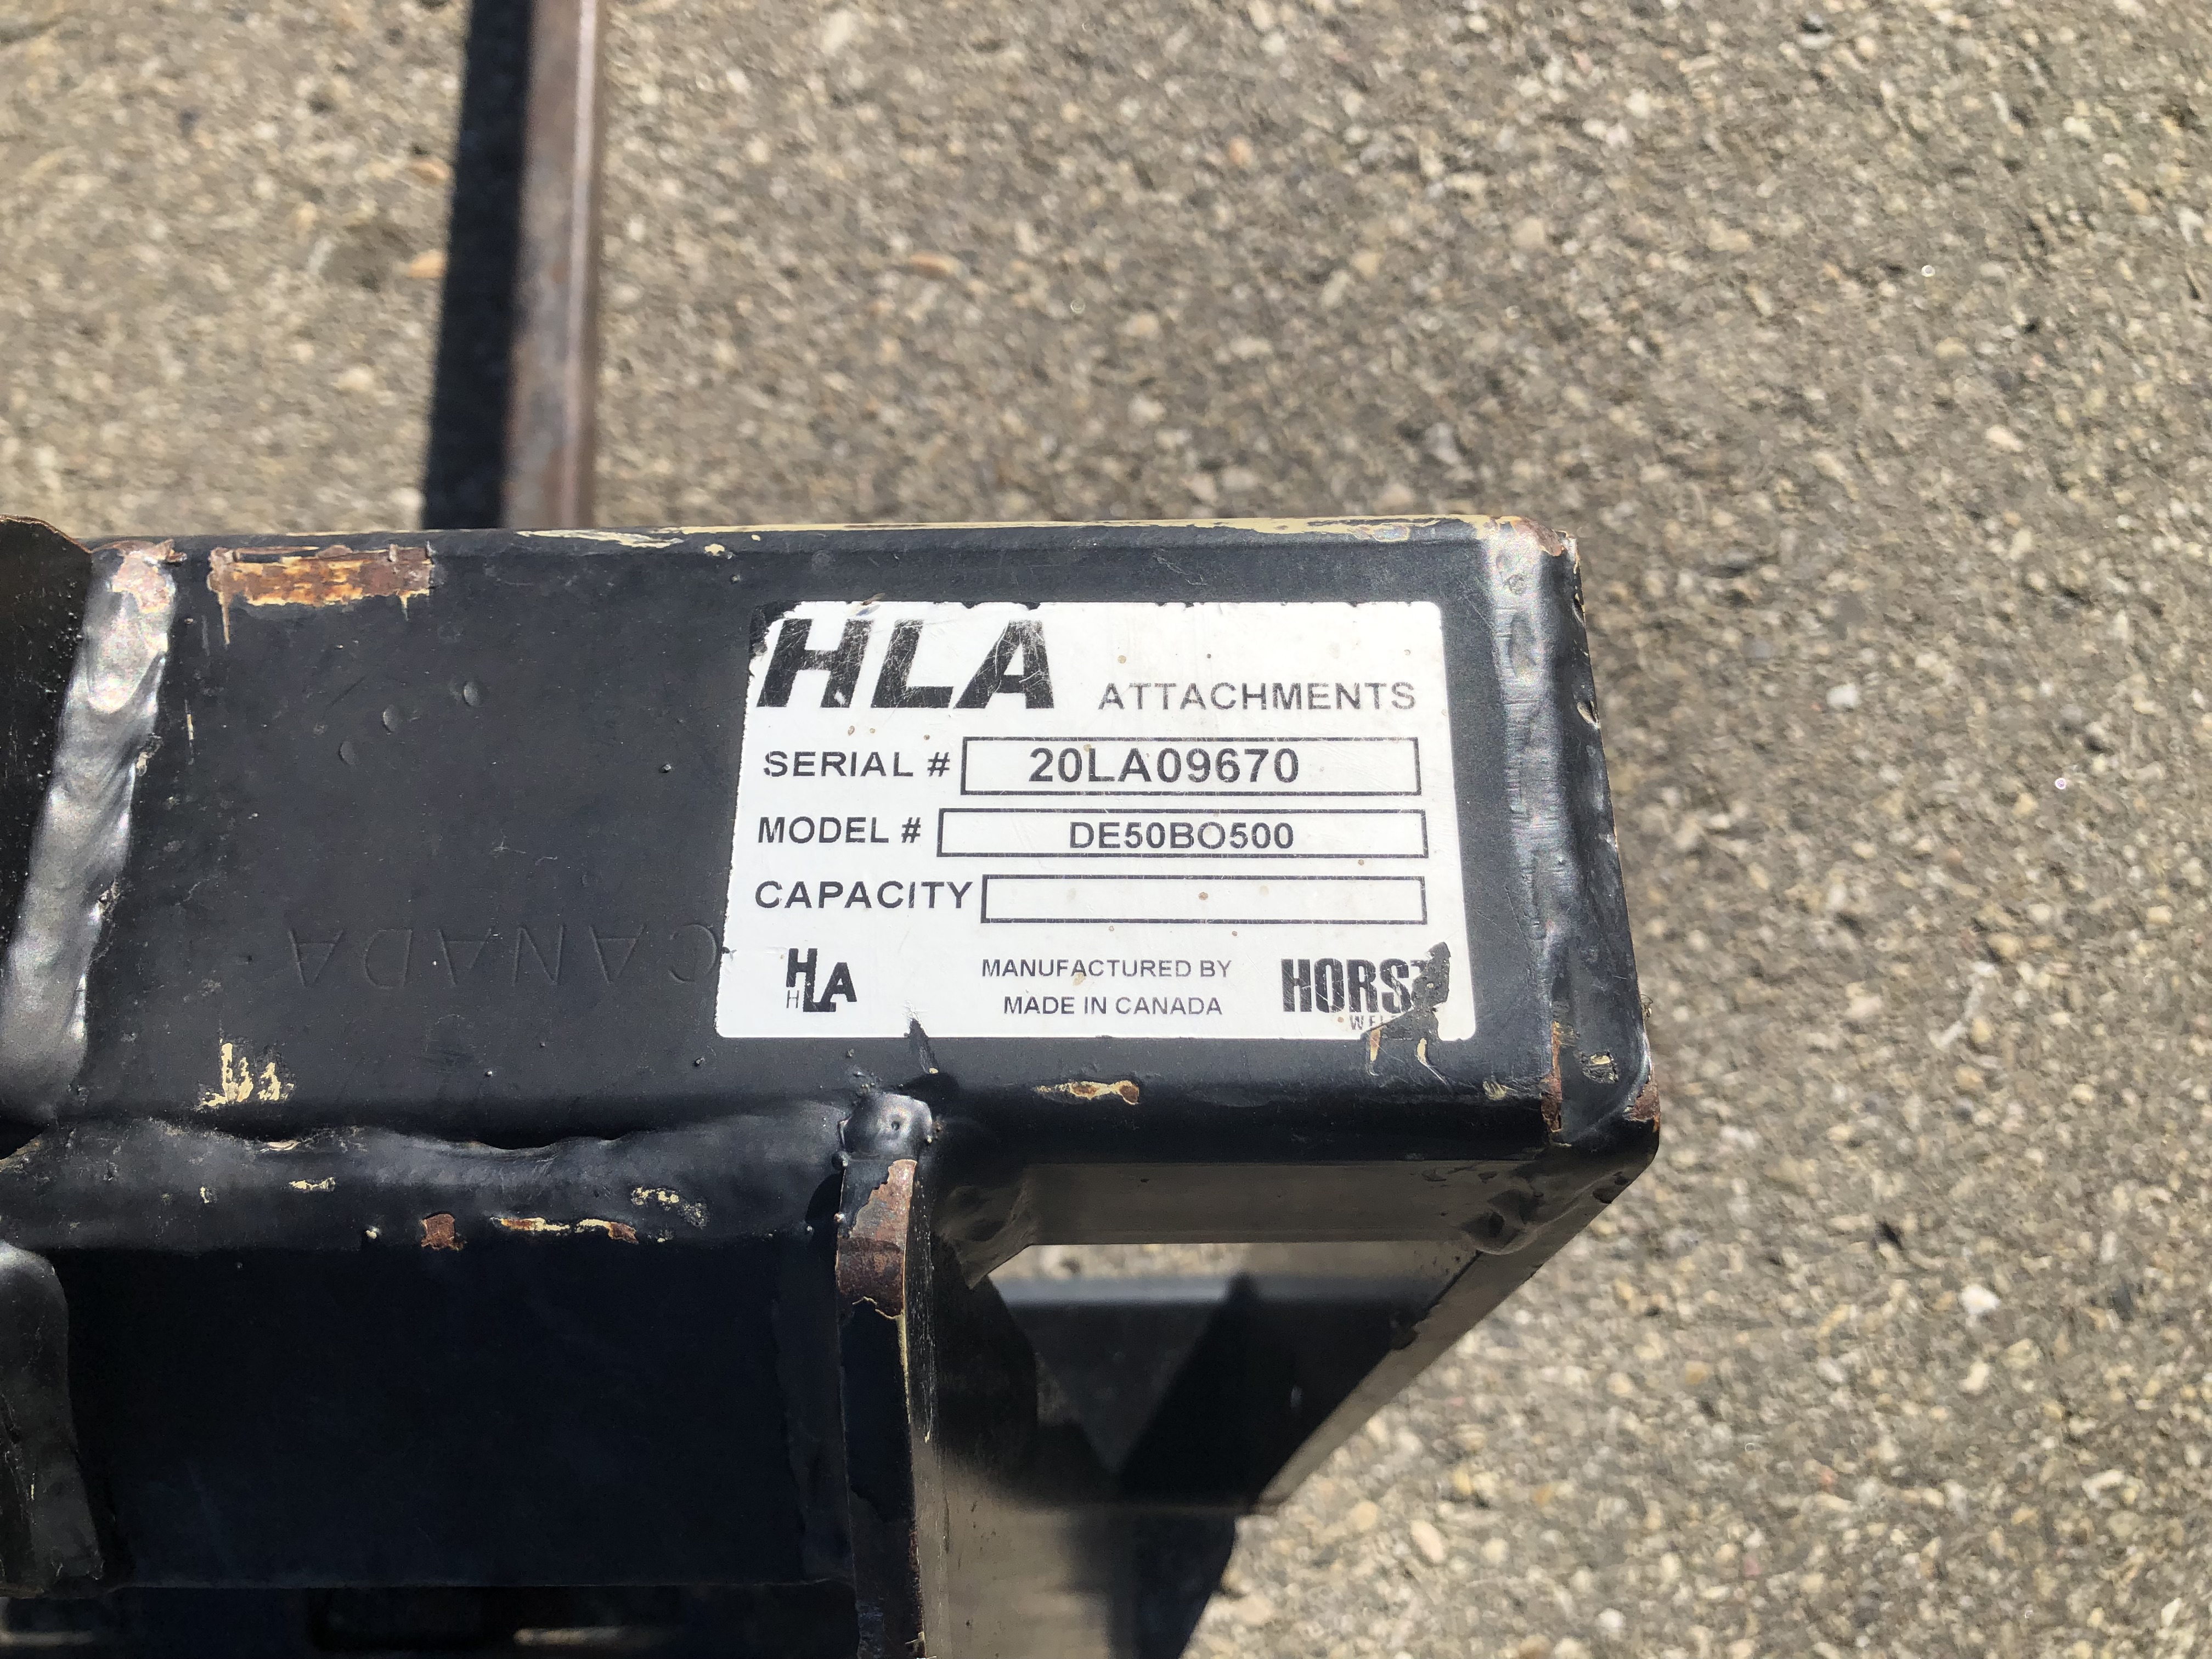 HLA ATTACHMENTS
SERIAL # 20LA09670
MODEL # DE50BO500
CAPACITY
HLA
MANUFACTURED BY
MADE IN CANADA
HORST
CANADA